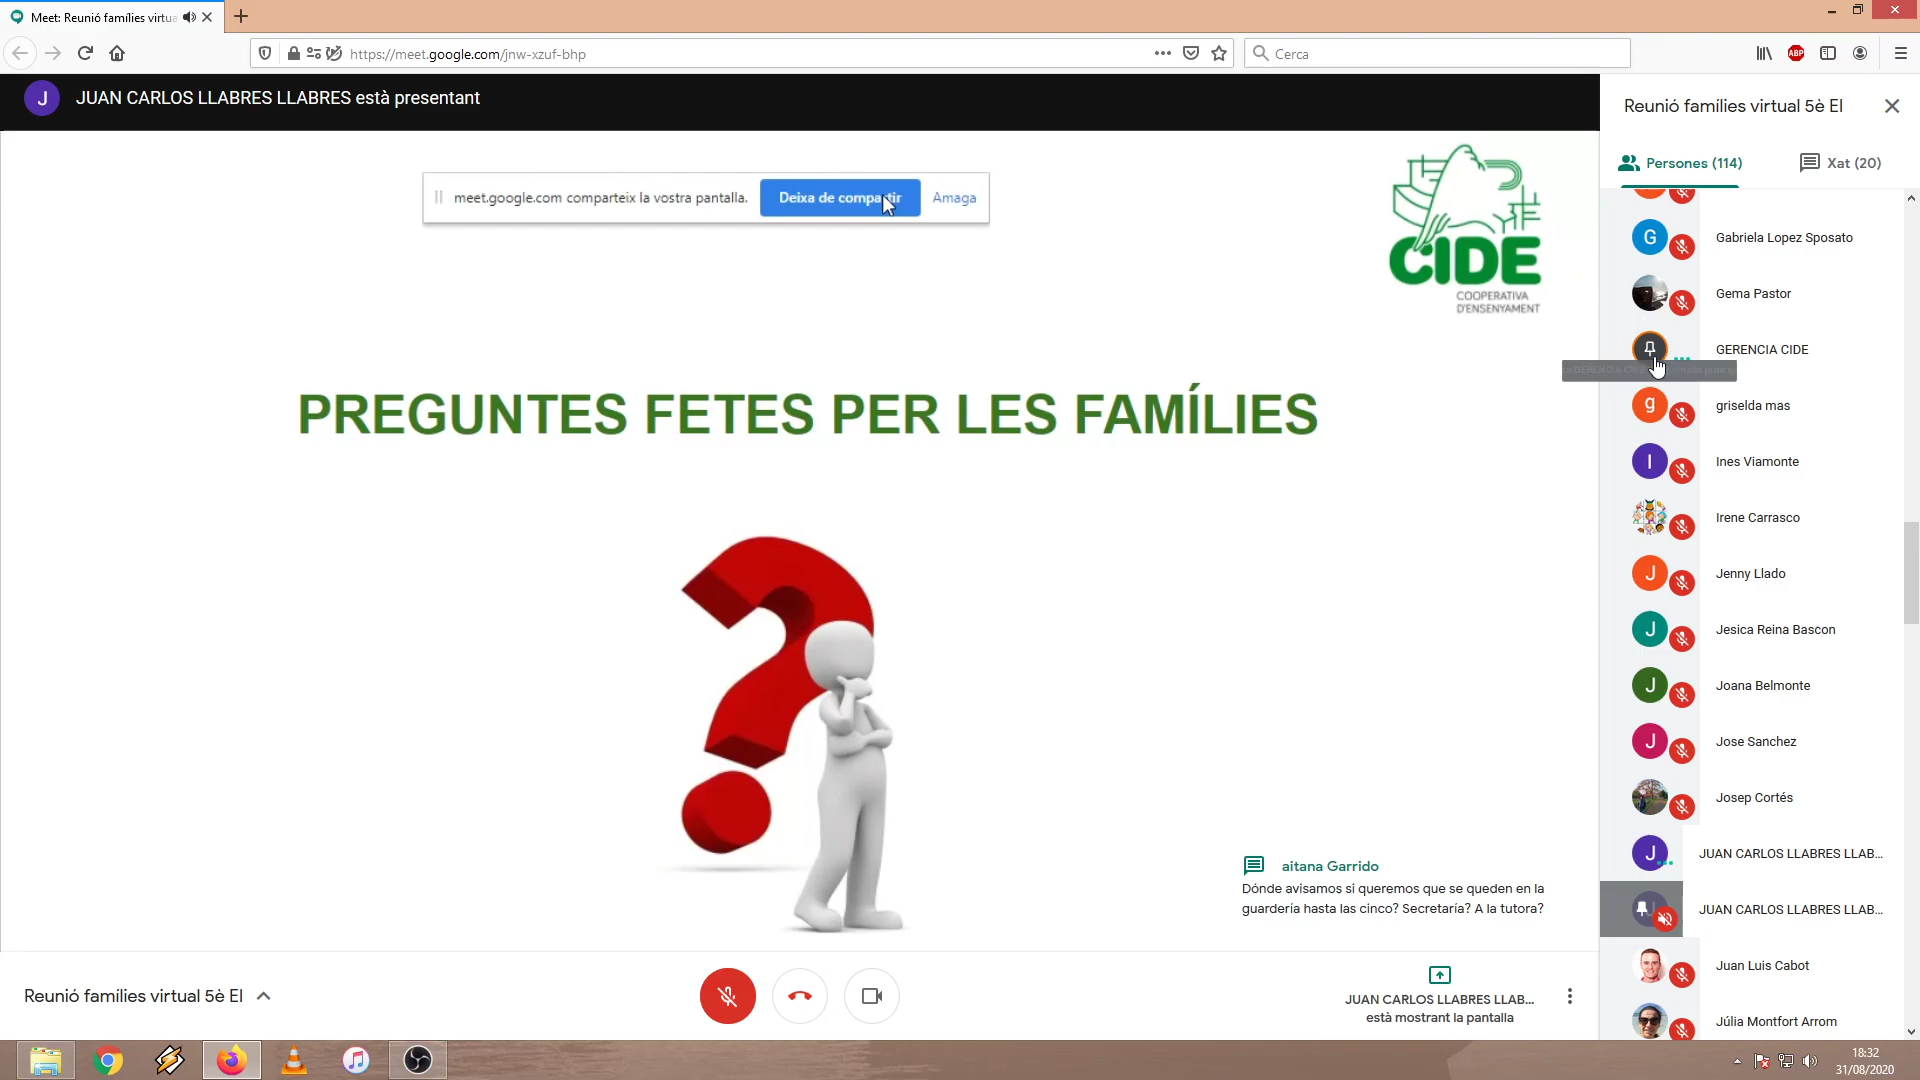 Meet: Reunió famílies virtua
https://meet.google.com/jnw-xzuf-bhp
Cerca
ABP
J
JUAN CARLOS LLABRES LLABRES està presentant
meet.google.com comparteix la vostra pantalla.
Deixa de compartir
Amaga
CIDE
COOPERATIVA
D'ENSENYAMENT
PREGUNTES FETES PER LES FAMÍLIES
aitana Garrido
Dónde avisamos si queremos que se queden en la
guardería hasta las cinco? Secretaría? A la tutora?
Reunió famílies virtual 5è EI
JUAN CARLOS LLABRES LLAB...
està mostrant la pantalla
Reunió famílies virtual 5è EI
Persones (114)
Xat (20)
G
Gabriela Lopez Sposato
Gema Pastor
GERENCIA CIDE
g
griselda mas
I
Ines Viamonte
Irene Carrasco
J
Jenny Llado
J
Jesica Reina Bascon
J
Joana Belmonte
J
Jose Sanchez
Josep Cortés
J
JUAN CARLOS LLABRES LLAB...
JUAN CARLOS LLABRES LLAB...
Juan Luis Cabot
Júlia Montfort Arrom
18:32
31/08/2020